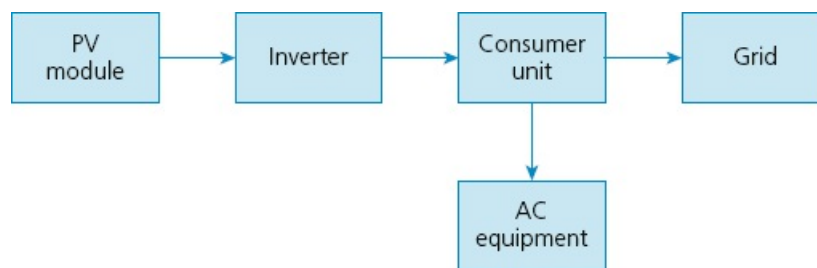 PV
module
Inverter
Consumer
unit
Grid
AC
equipment